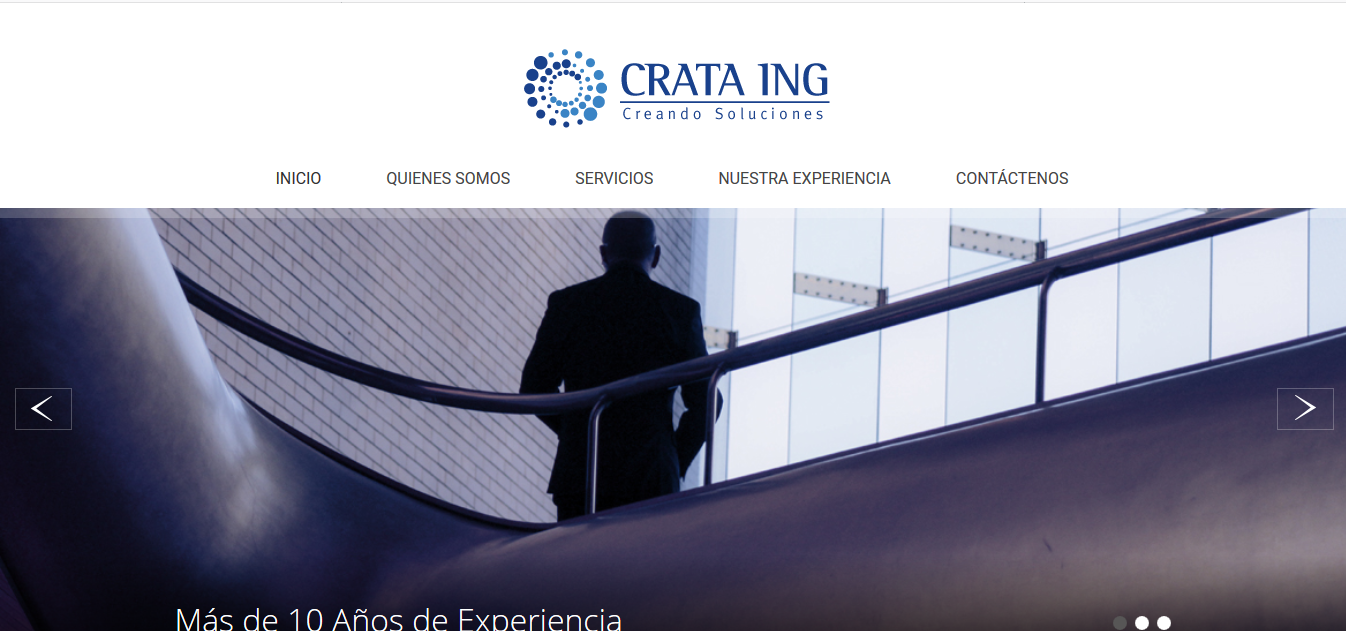 CRATA ING
Creando Soluciones
INICIO QUIENES SOMOS SERVICIOS NUESTRA EXPERIENCIA CONTÁCTENOS
Más de 10 Años de Experiencia